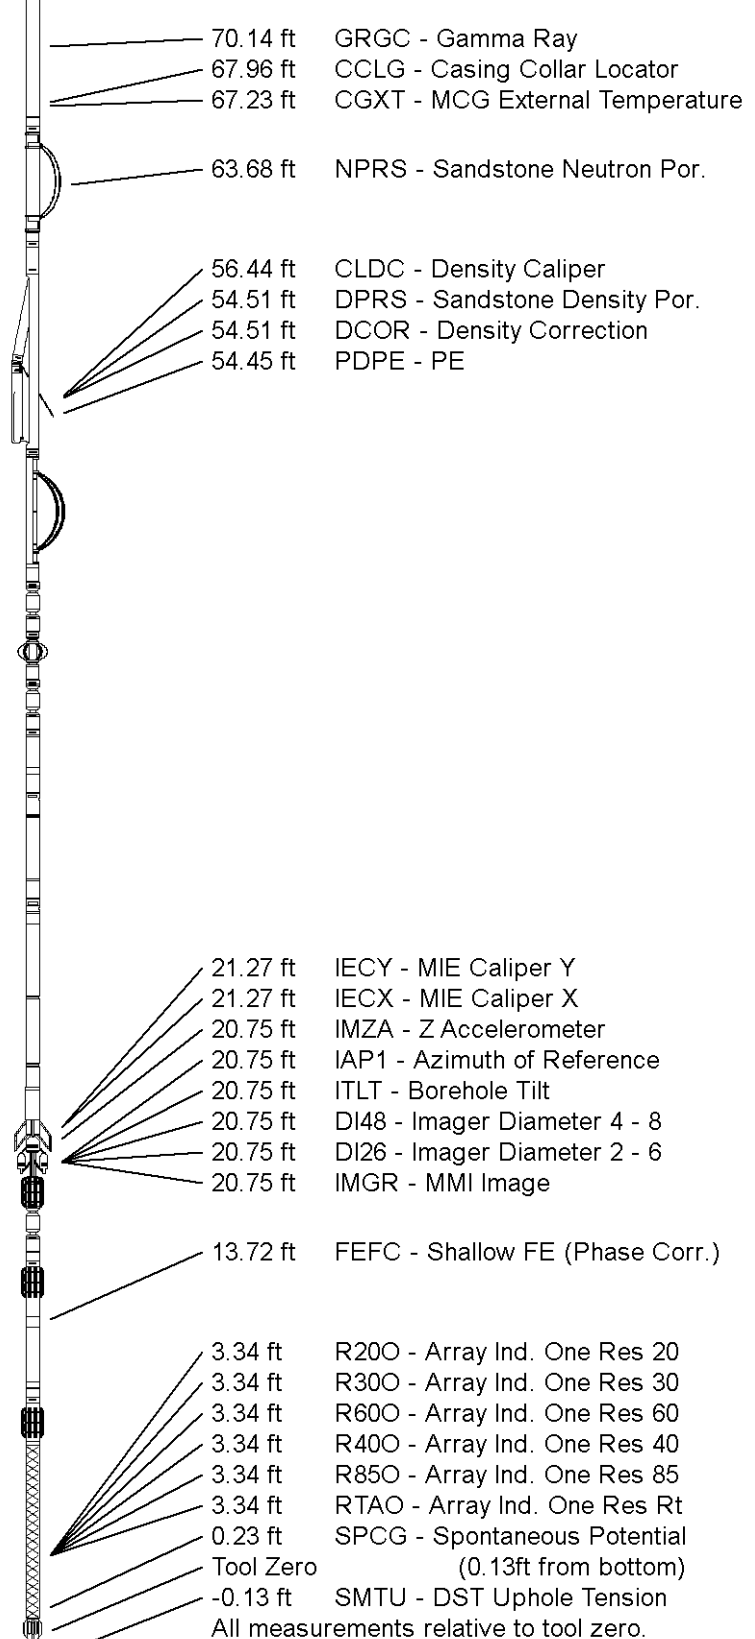 70.14 ft GRGC - Gamma Ray
67.96 ft CCLG - Casing Collar Locator
67.23 ft CGXT - MCG External Temperature
63.68 ft NPRS - Sandstone Neutron Por.
56.44 ft CLDC - Density Caliper
54.51 ft DPRS - Sandstone Density Por.
54.51 ft DCOR - Density Correction
54.45 ft PDPE - PE
21.27 ft IECY - MIE Caliper Y
21.27 ft IECX - MIE Caliper X
20.75 ft IMZA - Z Accelerometer
20.75 ft IAP1 - Azimuth of Reference
20.75 ft ITLT - Borehole Tilt
20.75 ft DI48 - Imager Diameter 4 - 8
20.75 ft DI26 - Imager Diameter 2 - 6
20.75 ft IMGR - MMI Image
13.72 ft FEFC - Shallow FE (Phase Corr.)
3.34 ft R20O - Array Ind. One Res 20
3.34 ft R30O - Array Ind. One Res 30
3.34 ft R60O - Array Ind. One Res 60
3.34 ft R40O - Array Ind. One Res 40
3.34 ft R85O - Array Ind. One Res 85
3.34 ft RTAO - Array Ind. One Res Rt
0.23 ft SPCG - Spontaneous Potential
Tool Zero (0.13ft from bottom)
-0.13 ft SMTU - DST Uphole Tension
All measurements relative to tool zero.